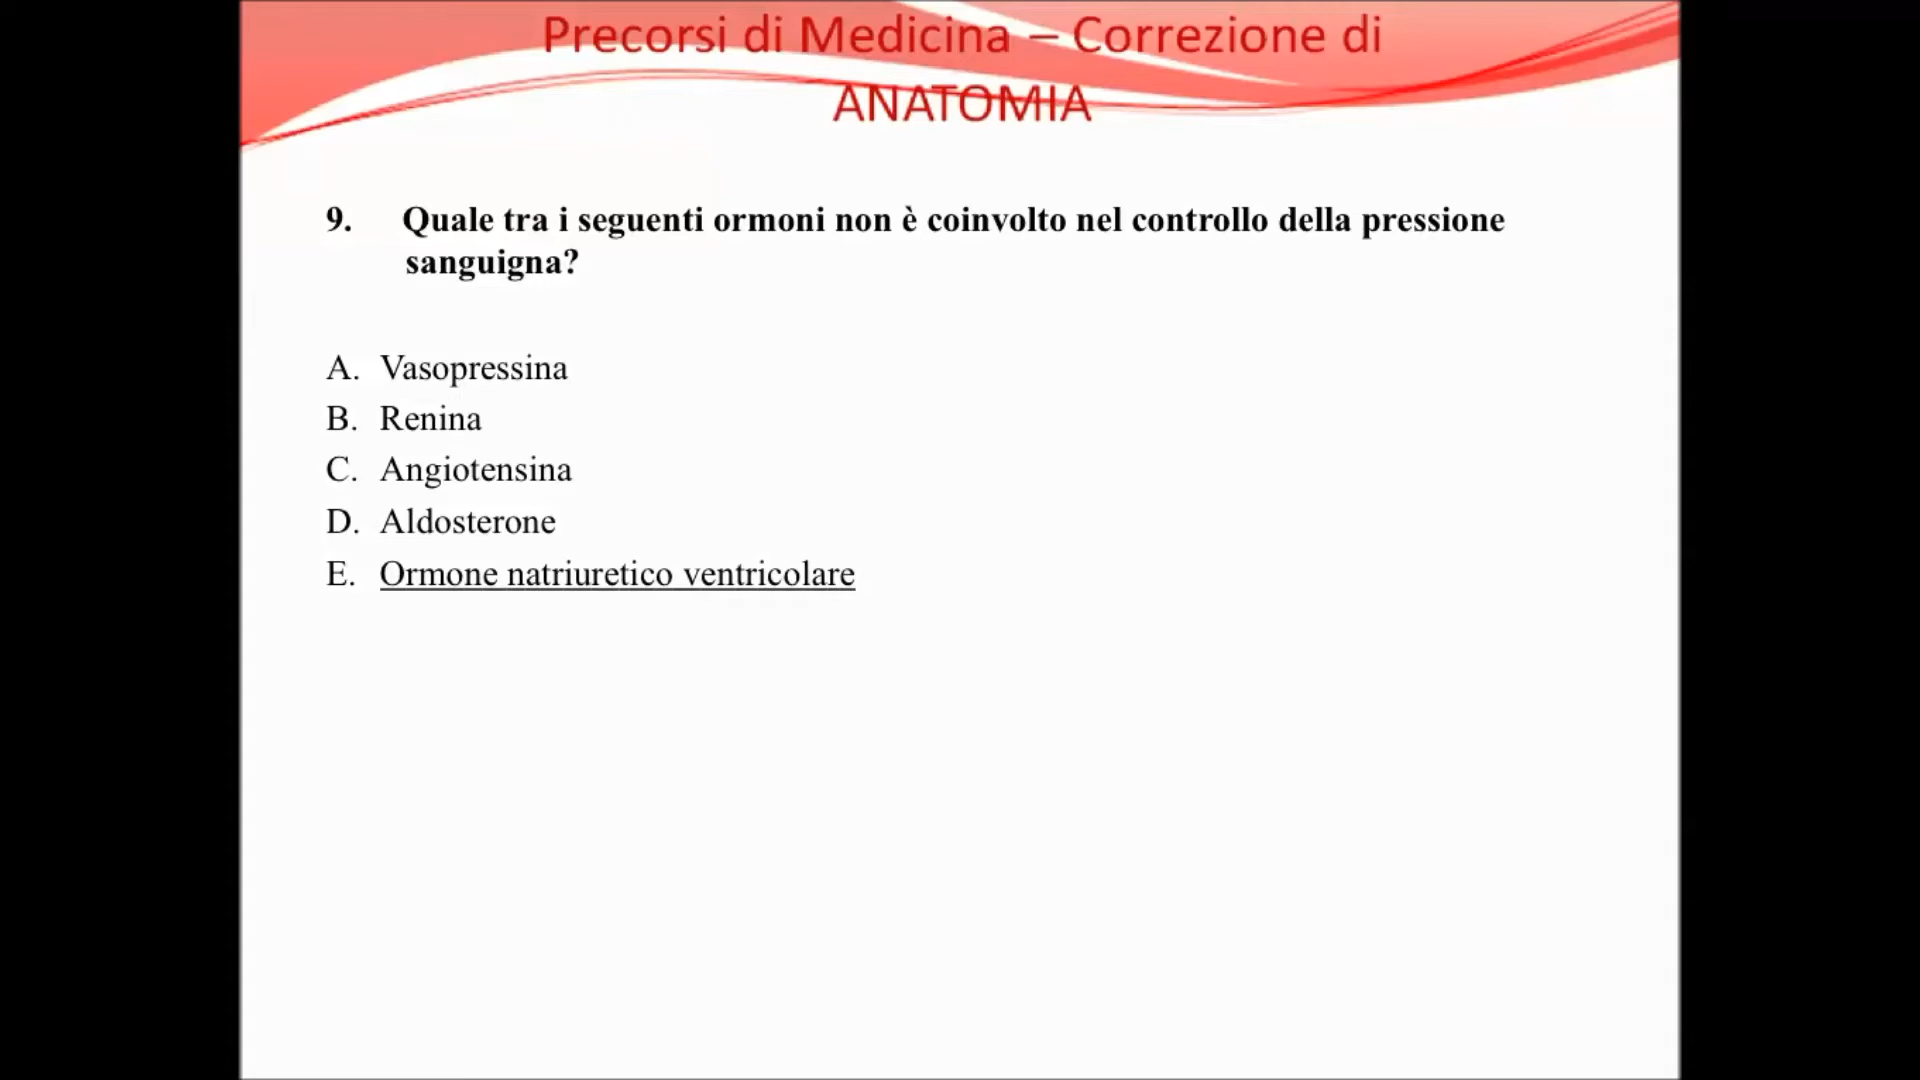 Precorsi di Medicina – Correzione di
ANATOMIA
9. Quale tra i seguenti ormoni non è coinvolto nel controllo della pressione
sanguigna?
A. Vasopressina
B. Renina
C. Angiotensina
D. Aldosterone
E. Ormone natriuretico ventricolare